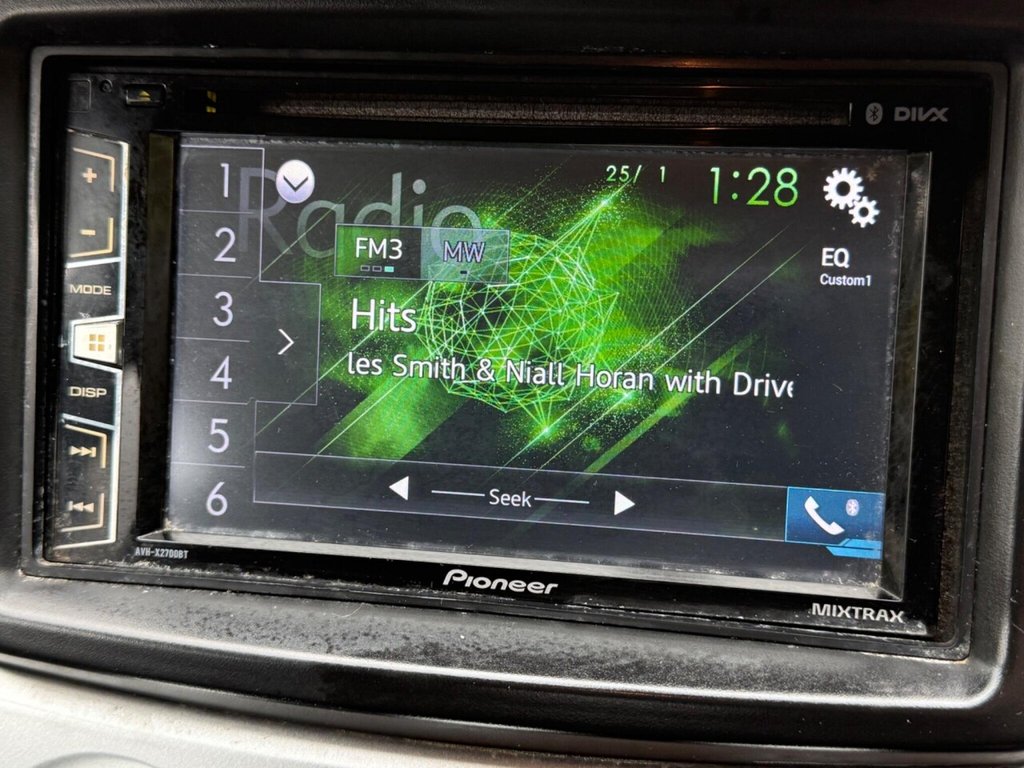 DIVX
Radio
25/ 1
1:28
1
2
3
4
5
6
+
-
MODE
DISP
FM3
MW
EQ
Custom1
Hits
les Smith & Niall Horan with Drive
Seek
AVH-X2700BT
Pioneer
MIXTRAX